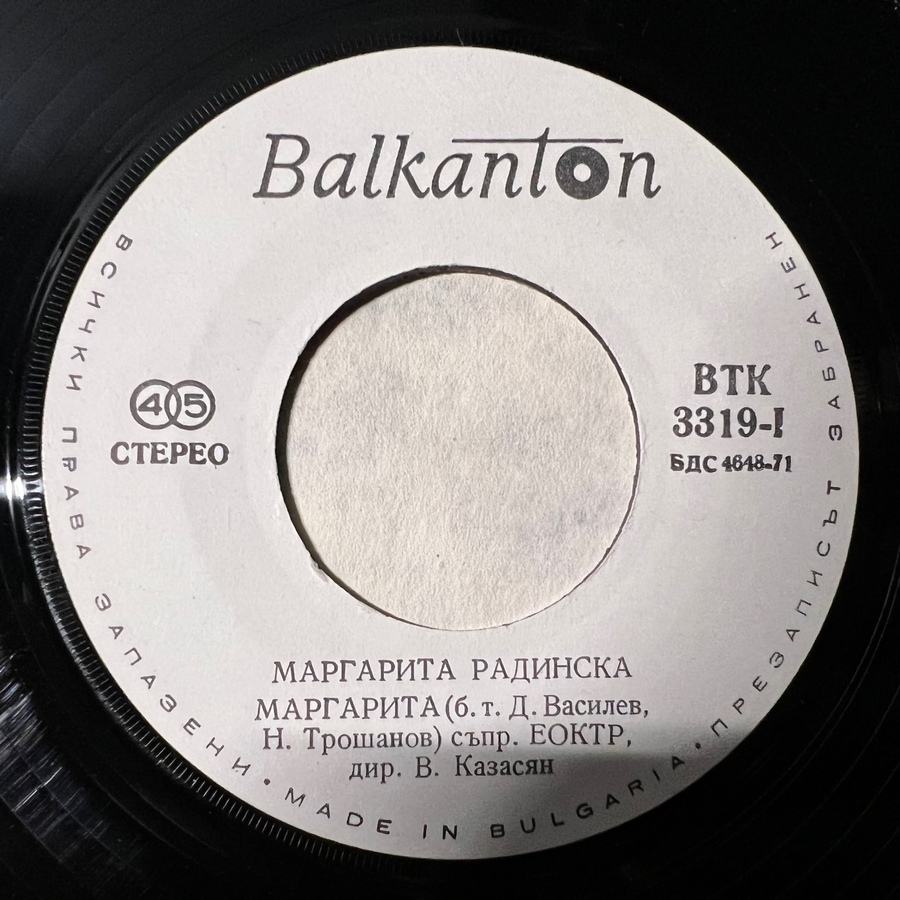 Balkanton
45
СТЕРЕО
ВТК
3319-I
БДС 4648-71
МАРГАРИТА РАДИНСКА
МАРГАРИТА (б. т. Д. Василев,
Н. Трошанов) съпр. ЕОКТР,
дир. В. Казасян
ВСИЧКИ ПРАВА ЗАПАЗЕНИ • MADE IN BULGARIA • ПРЕЗАПИСЪТ ЗАБРАНЕН